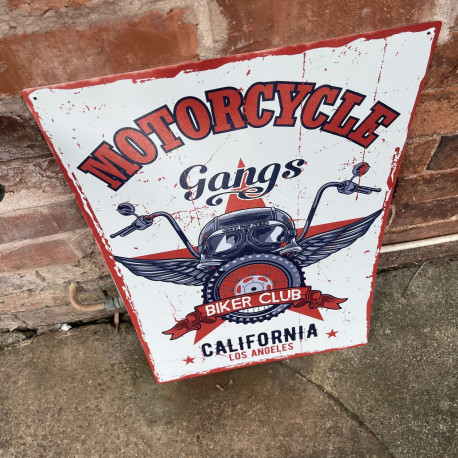 MOTORCYCLE
Gangs
BIKER CLUB
CALIFORNIA
LOS ANGELES